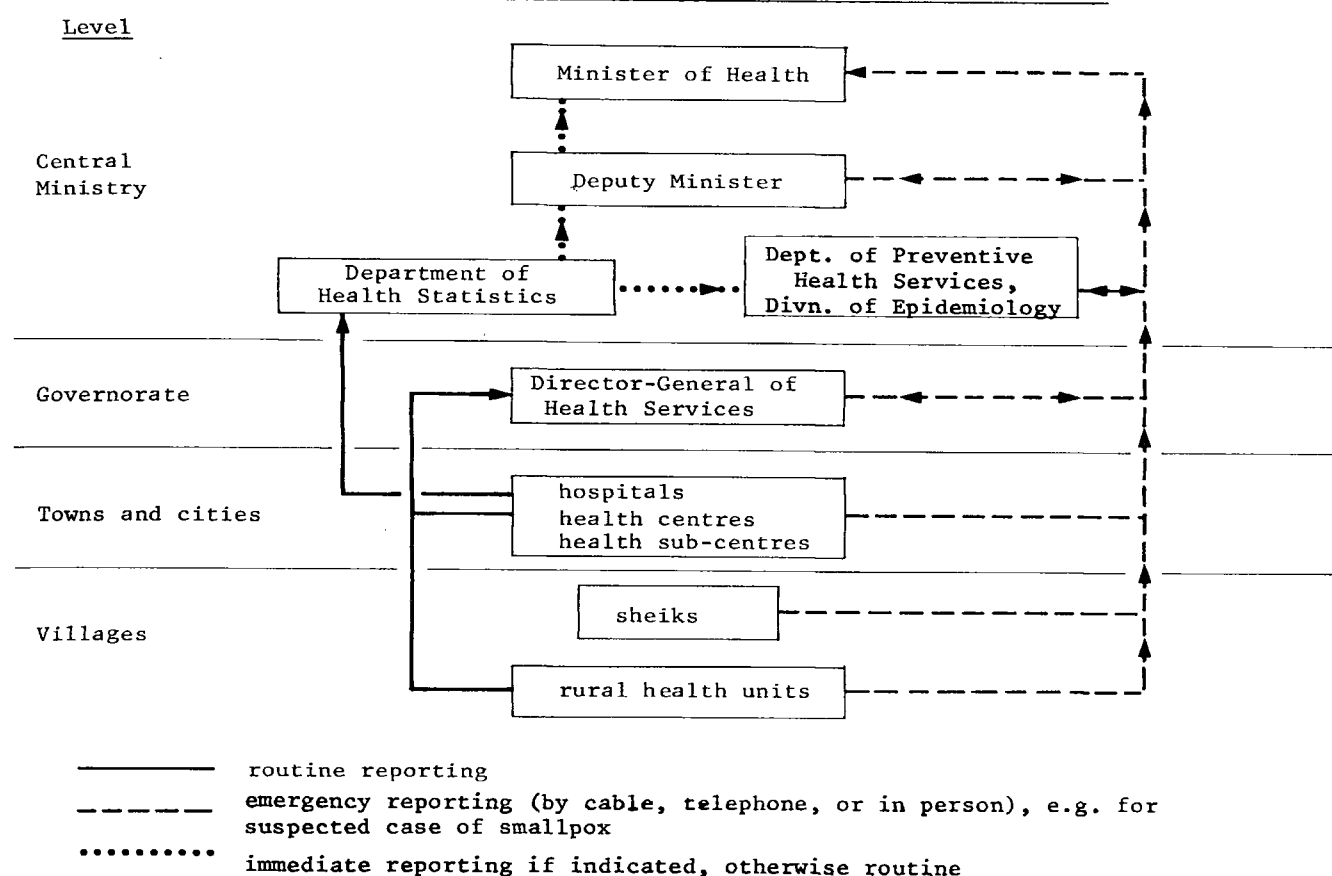 Level
Minister of Health
Central
Ministry
Deputy Minister
Department of
Health Statistics
Dept. of Preventive
Health Services,
Divn. of Epidemiology
Governorate
Director-General of
Health Services
Towns and cities
hospitals
health centres
health sub-centres
Villages
sheiks
rural health units
routine reporting
emergency reporting (by cable, telephone, or in person), e.g. for
suspected case of smallpox
immediate reporting if indicated, otherwise routine